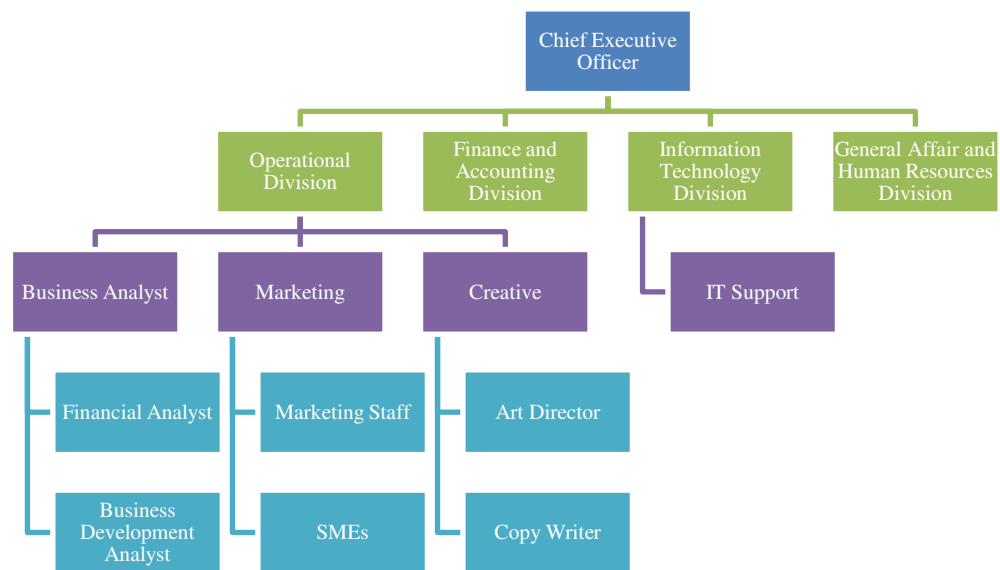 Chief Executive
Officer
Operational
Division
Finance and
Accounting
Division
Information
Technology
Division
General Affair and
Human Resources
Division
Business Analyst
Marketing
Creative
IT Support
Financial Analyst
Marketing Staff
Art Director
Business
Development
Analyst
SMEs
Copy Writer